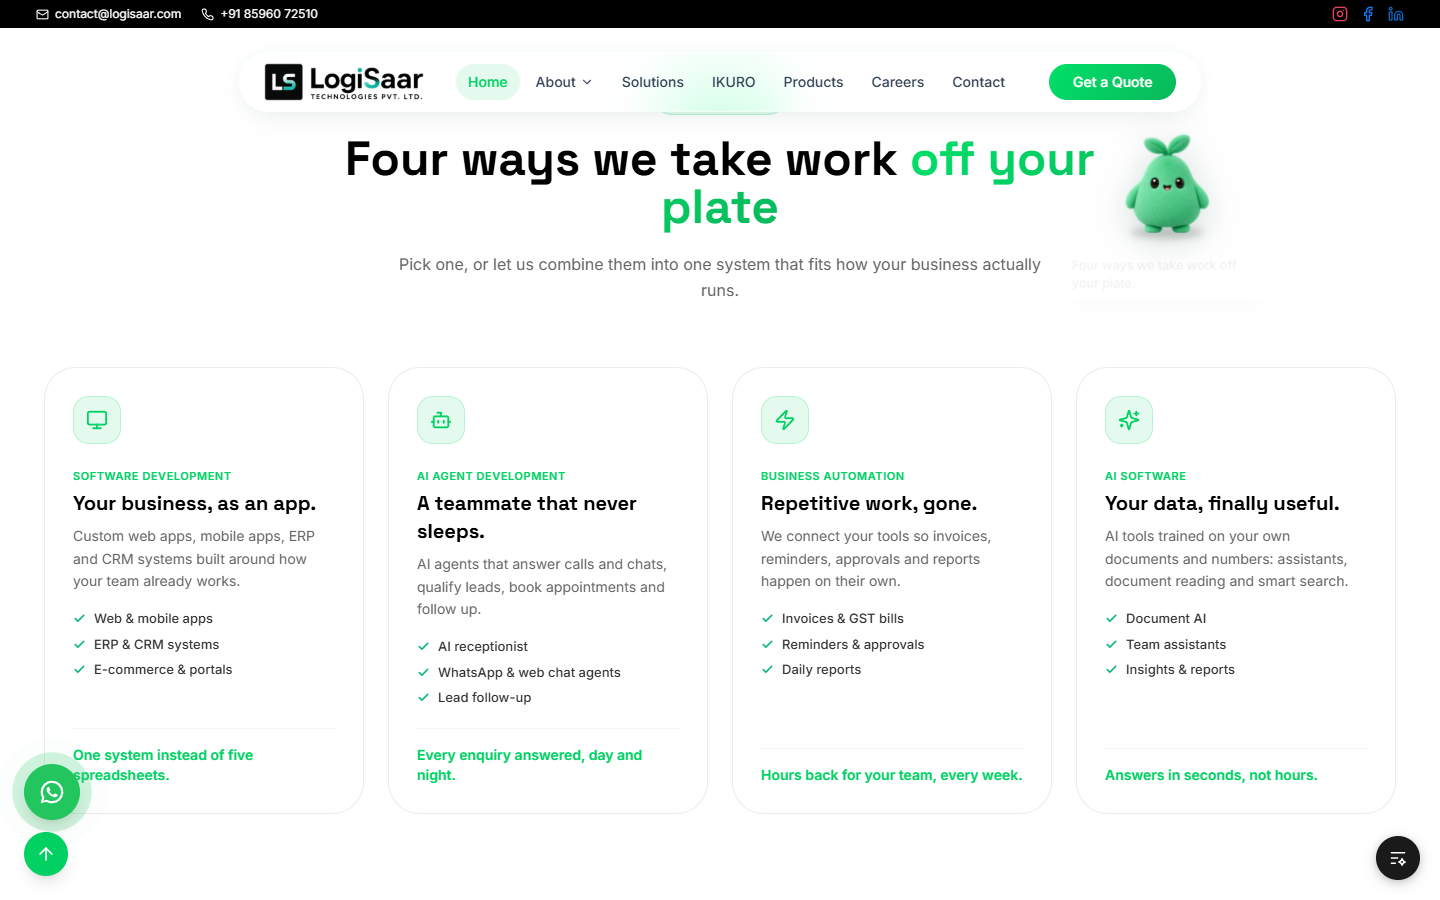 contact@logisaar.com +91 85960 72510
LS LogiSaar
TECHNOLOGIES PVT. LTD.
Home About Solutions IKURO Products Careers Contact Get a Quote
Four ways we take work off your
plate
Pick one, or let us combine them into one system that fits how your business actually
runs.
Four ways we take work off
your plate.
SOFTWARE DEVELOPMENT
Your business, as an app.
Custom web apps, mobile apps, ERP
and CRM systems built around how
your team already works.
Web & mobile apps
ERP & CRM systems
E-commerce & portals
One system instead of five
spreadsheets.
AI AGENT DEVELOPMENT
A teammate that never
sleeps.
AI agents that answer calls and chats,
qualify leads, book appointments and
follow up.
AI receptionist
WhatsApp & web chat agents
Lead follow-up
Every enquiry answered, day and
night.
BUSINESS AUTOMATION
Repetitive work, gone.
We connect your tools so invoices,
reminders, approvals and reports
happen on their own.
Invoices & GST bills
Reminders & approvals
Daily reports
Hours back for your team, every week.
AI SOFTWARE
Your data, finally useful.
AI tools trained on your own
documents and numbers: assistants,
document reading and smart search.
Document AI
Team assistants
Insights & reports
Answers in seconds, not hours.